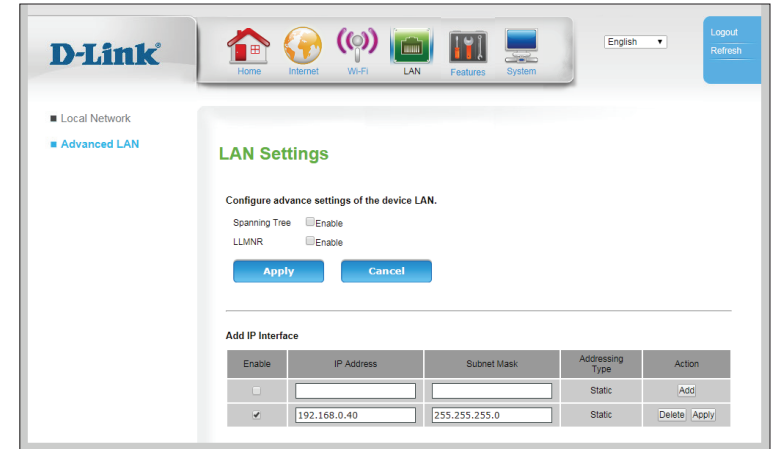 D-Link®
Home Internet Wi-Fi LAN Features System
English
Logout
Refresh
Local Network
Advanced LAN
LAN Settings
Configure advance settings of the device LAN.
Spanning Tree Enable
LLMNR Enable
Apply Cancel
Add IP Interface
Enable IP Address Subnet Mask Addressing Type Action
Static Add
192.168.0.40 255.255.255.0 Static Delete Apply